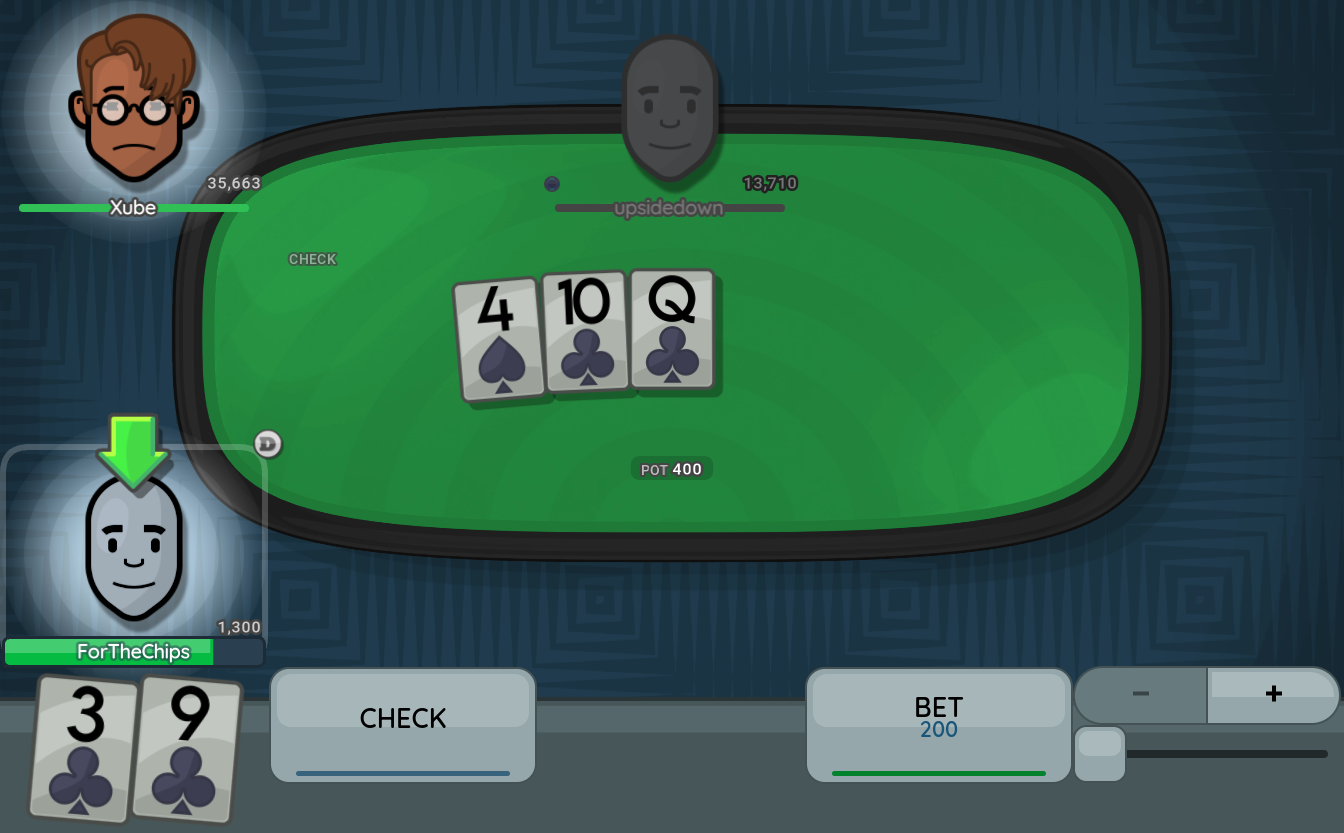 35,663
Xube
13,710
upsidedown
CHECK
4 10 Q
D
POT 400
1,300
ForTheChips
3 9
CHECK
BET
200
− +